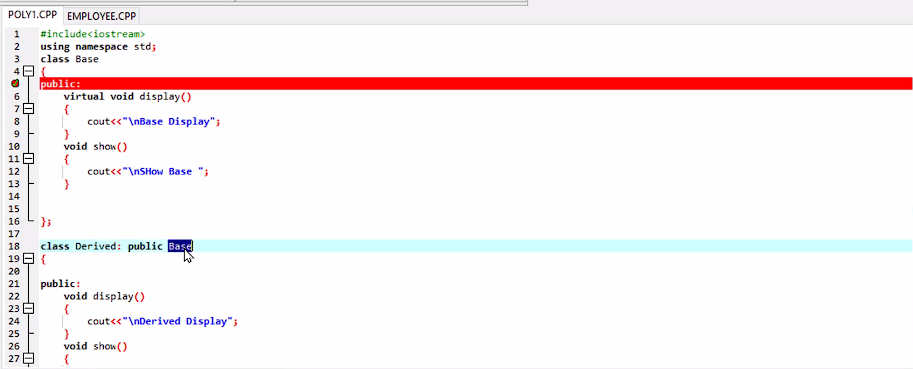 POLY1.CPP EMPLOYEE.CPP
1 #include<iostream>
2 using namespace std;
3 class Base
4 {
public:
6 virtual void display()
7 {
8 cout<<"\nBase Display";
9 }
10 void show()
11 {
12 cout<<"\nSHow Base ";
13 }
14
15
16 };
17
18 class Derived: public Base
19 {
20
21 public:
22 void display()
23 {
24 cout<<"\nDerived Display";
25 }
26 void show()
27 {